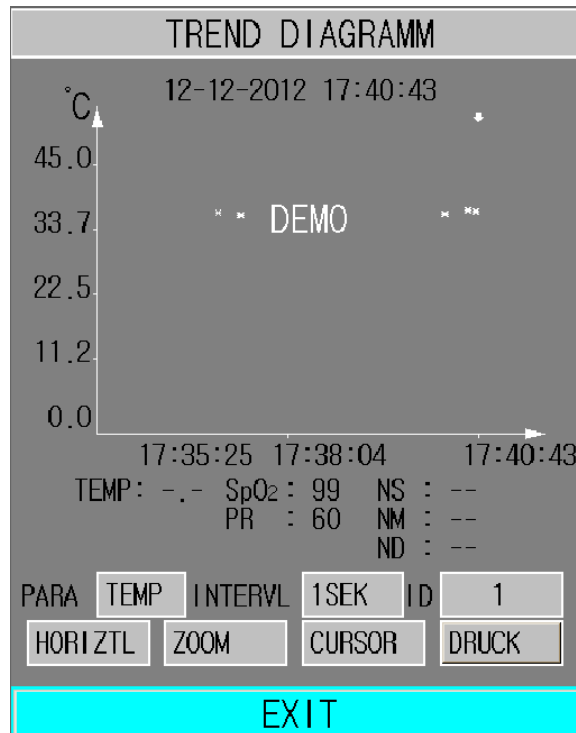 TREND DIAGRAMM
°C 12-12-2012 17:40:43
45.0
33.7 DEMO
22.5
11.2
0.0
17:35:25 17:38:04 17:40:43
TEMP: -.- SpO2: 99 NS : --
PR : 60 NM : --
ND : --
PARA TEMP INTERVL 1SEK ID 1
HORIZTL ZOOM CURSOR DRUCK
EXIT